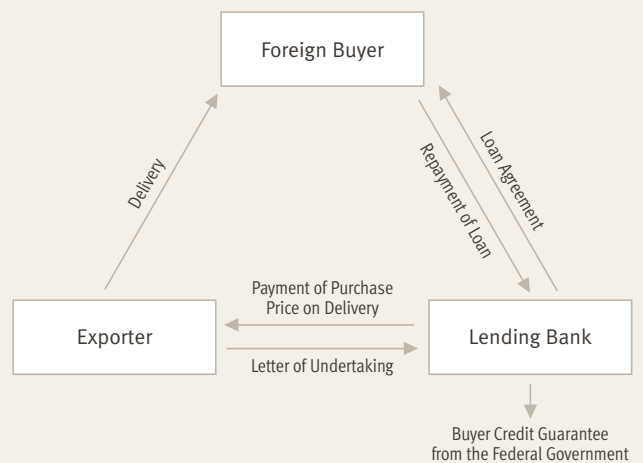 Foreign Buyer
Delivery
Repayment of Loan
Loan Agreement
Payment of Purchase
Price on Delivery
Exporter
Lending Bank
Letter of Undertaking
Buyer Credit Guarantee
from the Federal Government